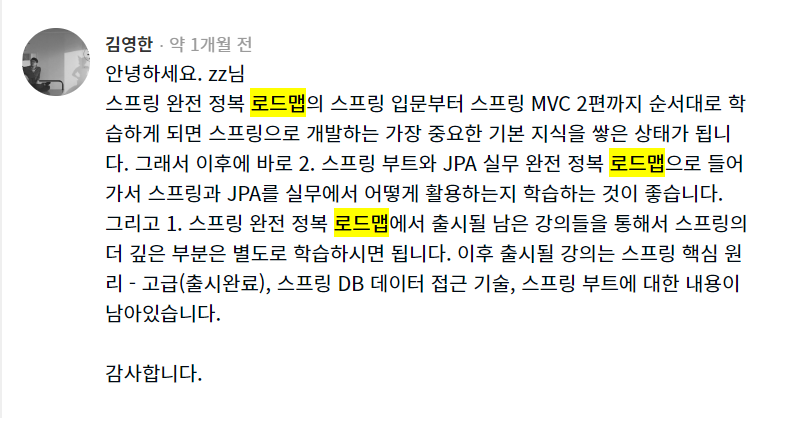 김영한 · 약 1개월 전
안녕하세요. zz님
스프링 완전 정복 로드맵의 스프링 입문부터 스프링 MVC 2편까지 순서대로 학
습하게 되면 스프링으로 개발하는 가장 중요한 기본 지식을 쌓은 상태가 됩니
다. 그래서 이후에 바로 2. 스프링 부트와 JPA 실무 완전 정복 로드맵으로 들어
가서 스프링과 JPA를 실무에서 어떻게 활용하는지 학습하는 것이 좋습니다.
그리고 1. 스프링 완전 정복 로드맵에서 출시될 남은 강의들을 통해서 스프링의
더 깊은 부분은 별도로 학습하시면 됩니다. 이후 출시될 강의는 스프링 핵심 원
리 - 고급(출시완료), 스프링 DB 데이터 접근 기술, 스프링 부트에 대한 내용이
남아있습니다.
감사합니다.